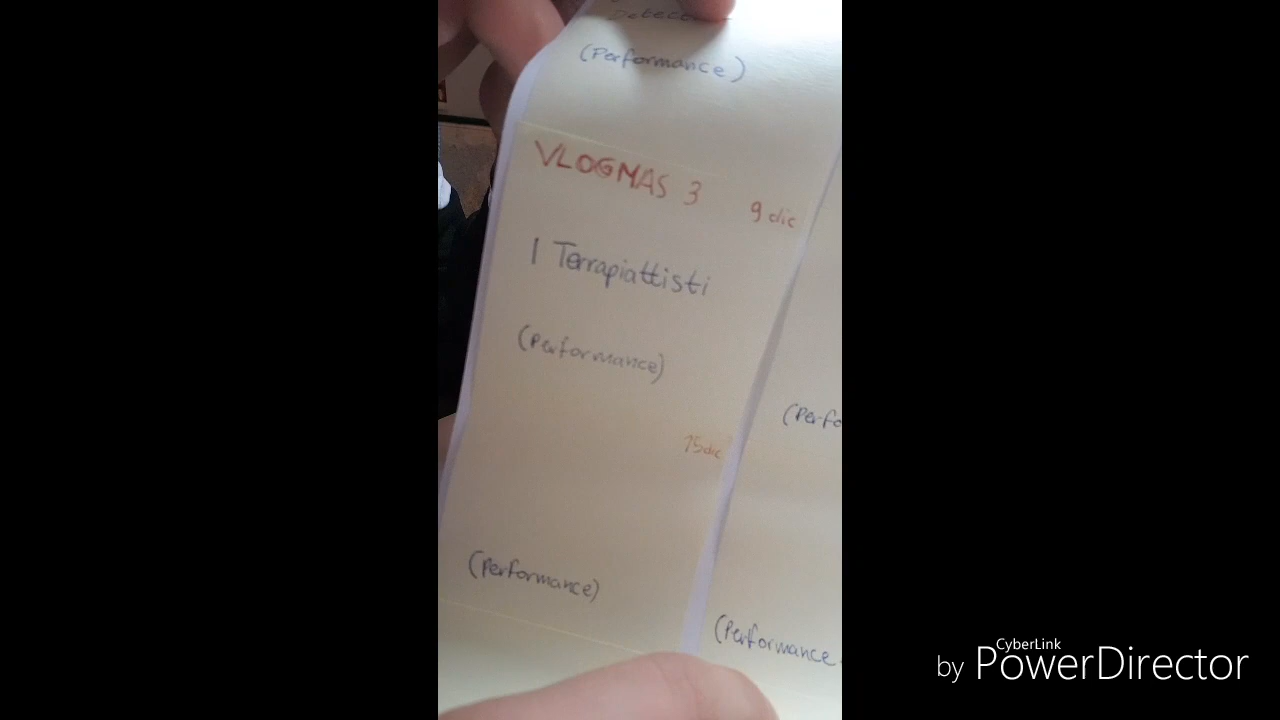 (Performance)
VLOGMAS 3
9 dic
I Terrapiattisti
(Performance)
15 dic
(Performance)
(Perfo
(Performance
CyberLink
by PowerDirector